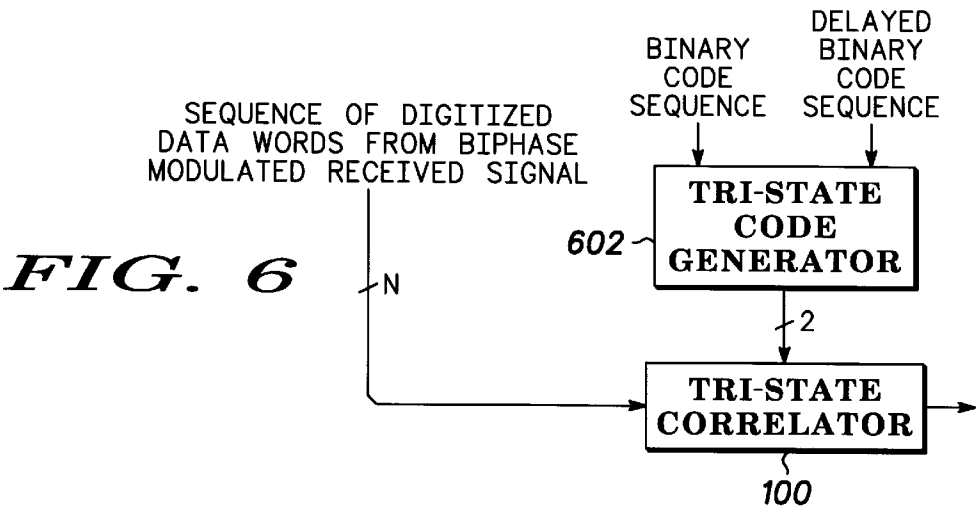 BINARY
CODE
SEQUENCE
DELAYED
BINARY
CODE
SEQUENCE
SEQUENCE OF DIGITIZED
DATA WORDS FROM BIPHASE
MODULATED RECEIVED SIGNAL
TRI-STATE
CODE
GENERATOR
602
FIG. 6
N
2
TRI-STATE
CORRELATOR
100